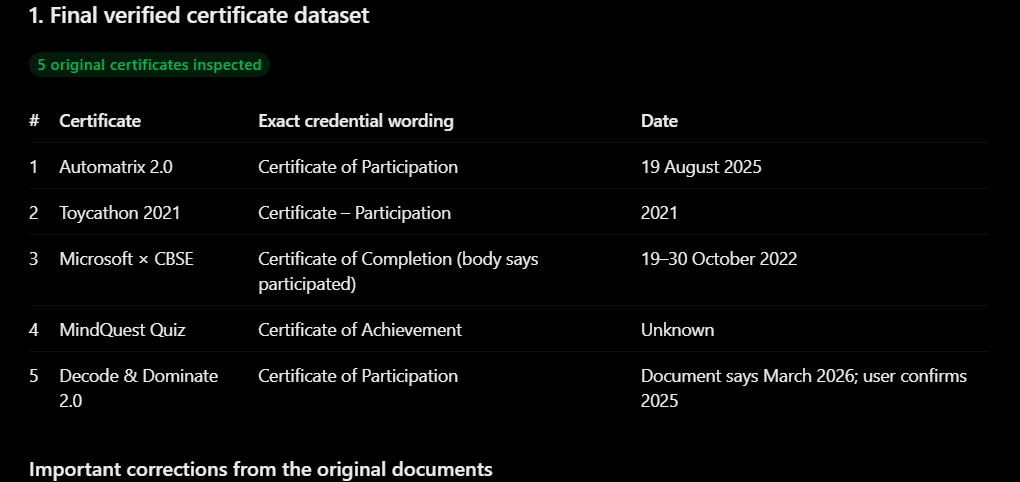 1. Final verified certificate dataset
5 original certificates inspected
# Certificate Exact credential wording Date
1 Automatrix 2.0 Certificate of Participation 19 August 2025
2 Toycathon 2021 Certificate – Participation 2021
3 Microsoft × CBSE Certificate of Completion (body says 19–30 October 2022
participated)
4 MindQuest Quiz Certificate of Achievement Unknown
5 Decode & Dominate Certificate of Participation Document says March 2026; user confirms
2.0 2025
Important corrections from the original documents